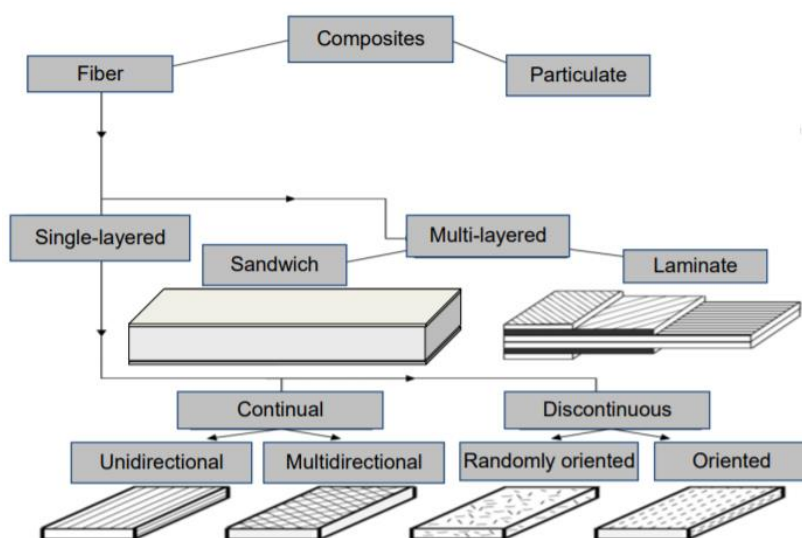 Composites
Fiber
Particulate
Single-layered
Multi-layered
Sandwich
Laminate
Continual
Discontinuous
Unidirectional
Multidirectional
Randomly oriented
Oriented